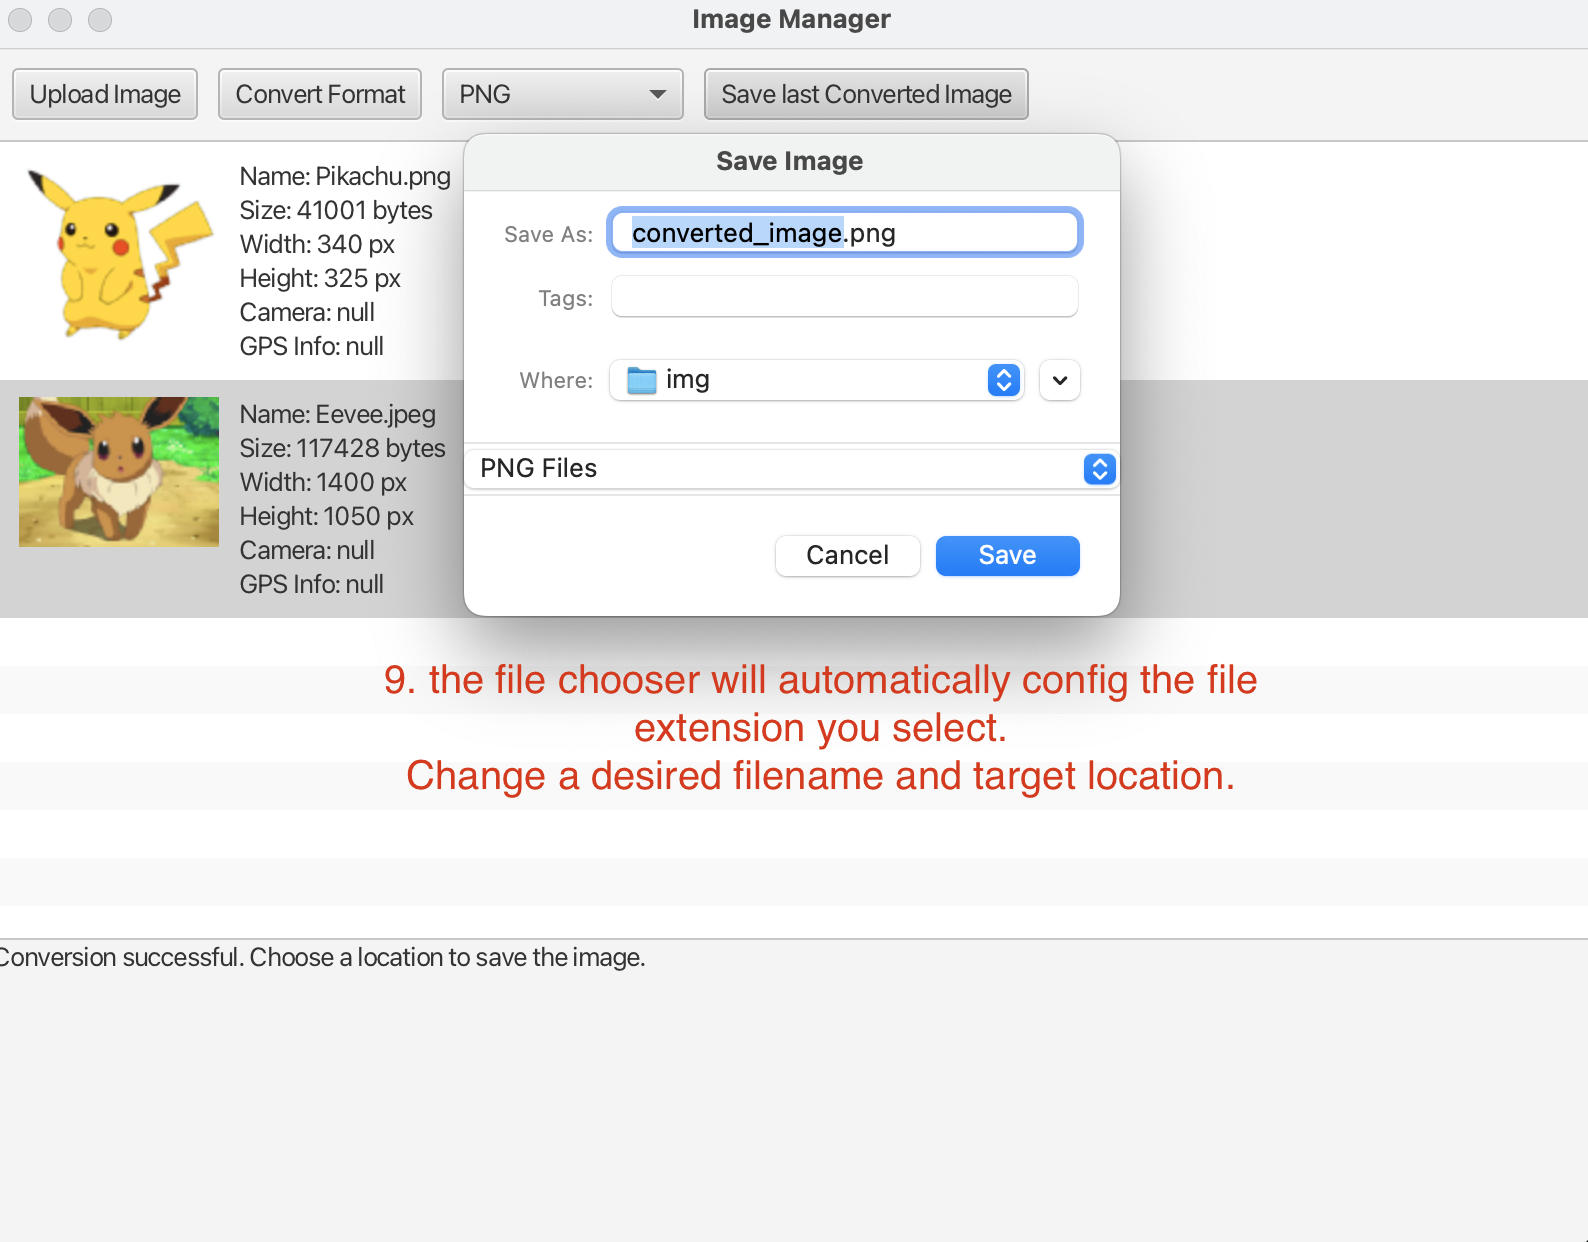 Image Manager
Upload Image
Convert Format
PNG
Save last Converted Image
Name: Pikachu.png
Size: 41001 bytes
Width: 340 px
Height: 325 px
Camera: null
GPS Info: null
Name: Eevee.jpeg
Size: 117428 bytes
Width: 1400 px
Height: 1050 px
Camera: null
GPS Info: null
Save Image
Save As: converted_image.png
Tags:
Where: img
PNG Files
Cancel
Save
9. the file chooser will automatically config the file
extension you select.
Change a desired filename and target location.
Conversion successful. Choose a location to save the image.